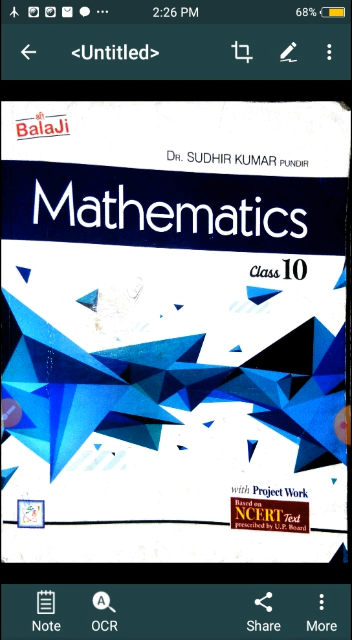 2:26 PM
68%
<Untitled>
श्री
BalaJi
DR. SUDHIR KUMAR PUNDIR
Mathematics
Class 10
with Project Work
Based on
NCERT Text
prescribed by U.P. Board
Note
OCR
Share
More